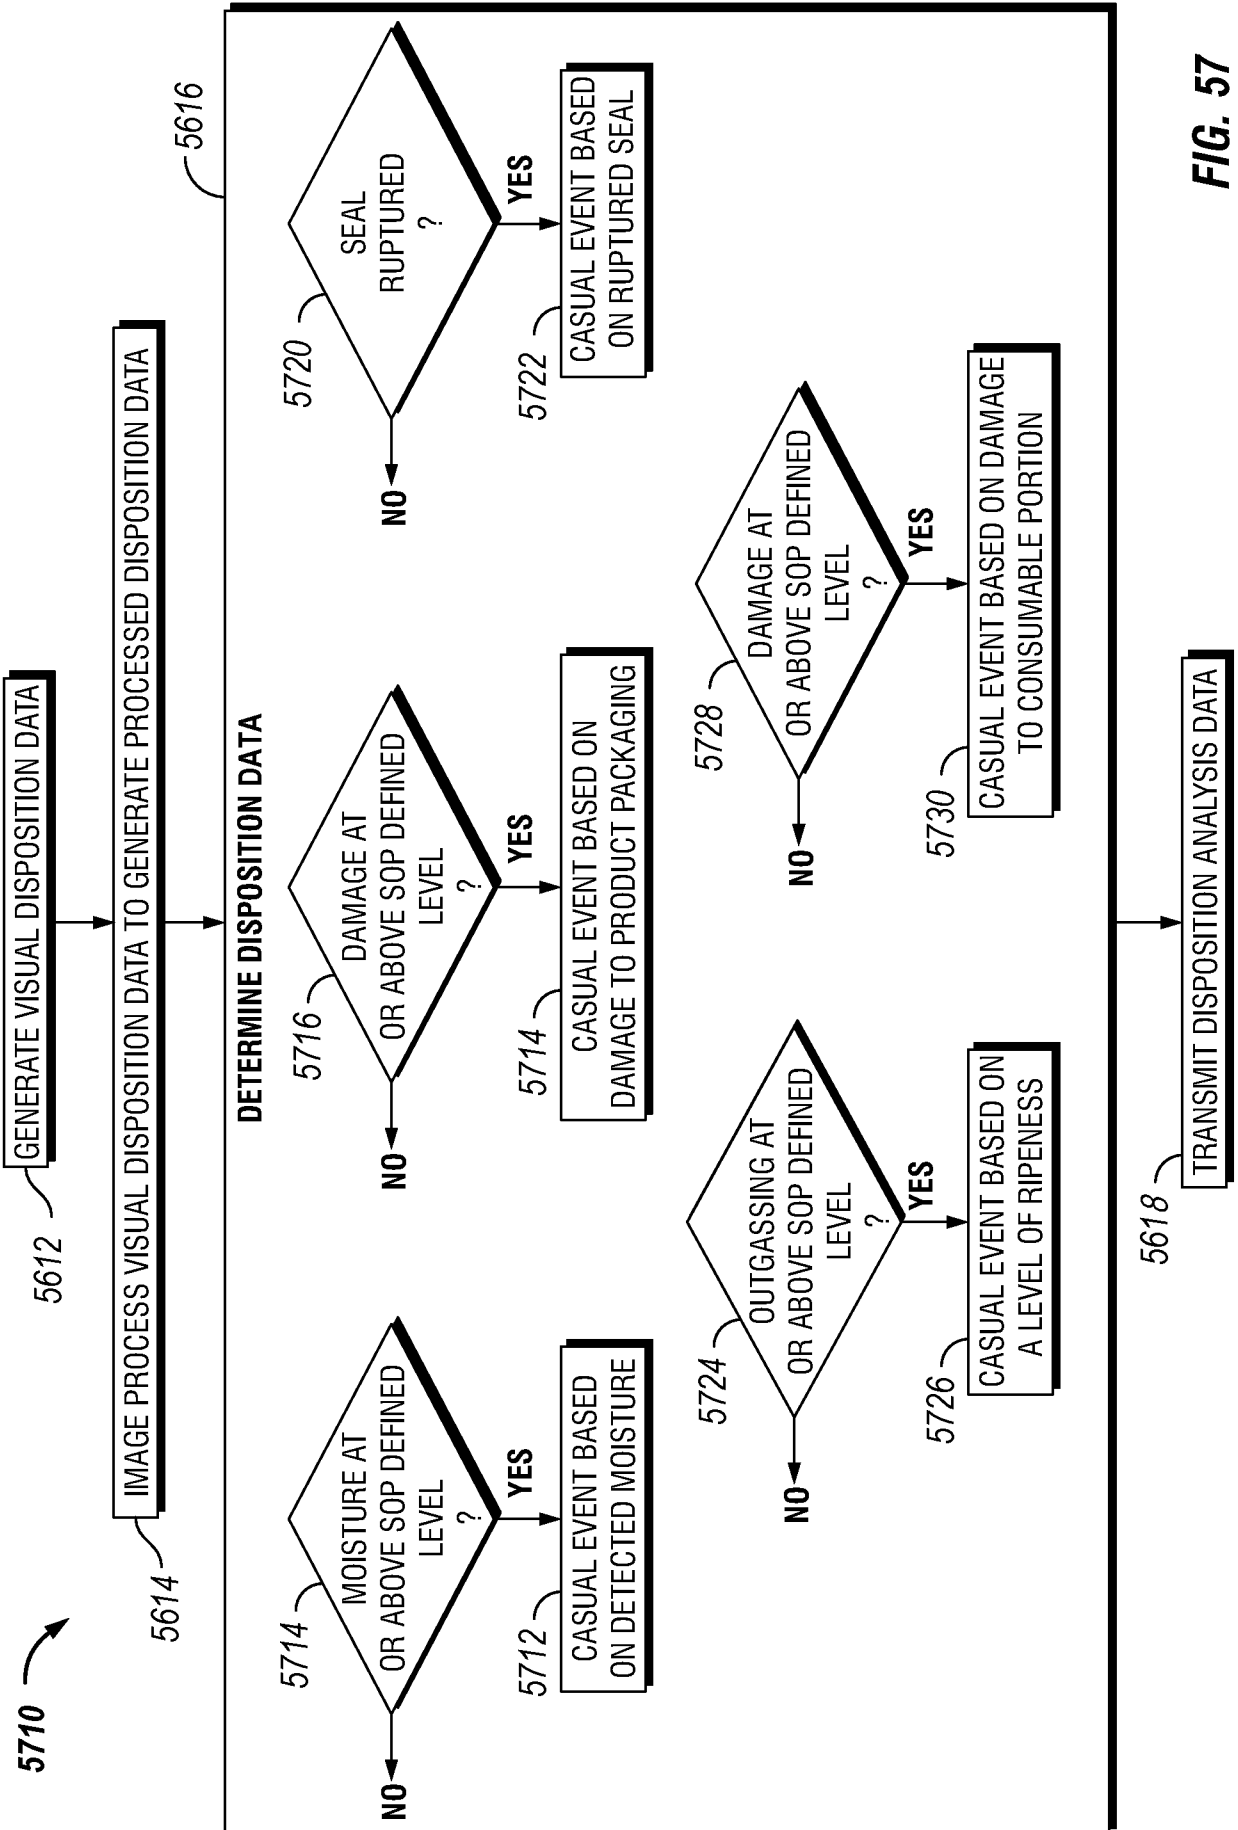 5710
5612
GENERATE VISUAL DISPOSITION DATA
5614
IMAGE PROCESS VISUAL DISPOSITION DATA TO GENERATE PROCESSED DISPOSITION DATA
5616
DETERMINE DISPOSITION DATA
5714
MOISTURE AT
OR ABOVE SOP DEFINED
LEVEL
?
NO
YES
5712
CASUAL EVENT BASED
ON DETECTED MOISTURE
5716
DAMAGE AT
OR ABOVE SOP DEFINED
LEVEL
?
NO
YES
5714
CASUAL EVENT BASED ON
DAMAGE TO PRODUCT PACKAGING
5720
SEAL
RUPTURED
?
NO
YES
5722
CASUAL EVENT BASED
ON RUPTURED SEAL
5724
OUTGASSING AT
OR ABOVE SOP DEFINED
LEVEL
?
NO
YES
5726
CASUAL EVENT BASED ON
A LEVEL OF RIPENESS
5728
DAMAGE AT
OR ABOVE SOP DEFINED
LEVEL
?
NO
YES
5730
CASUAL EVENT BASED ON DAMAGE
TO CONSUMABLE PORTION
5618
TRANSMIT DISPOSITION ANALYSIS DATA
FIG. 57